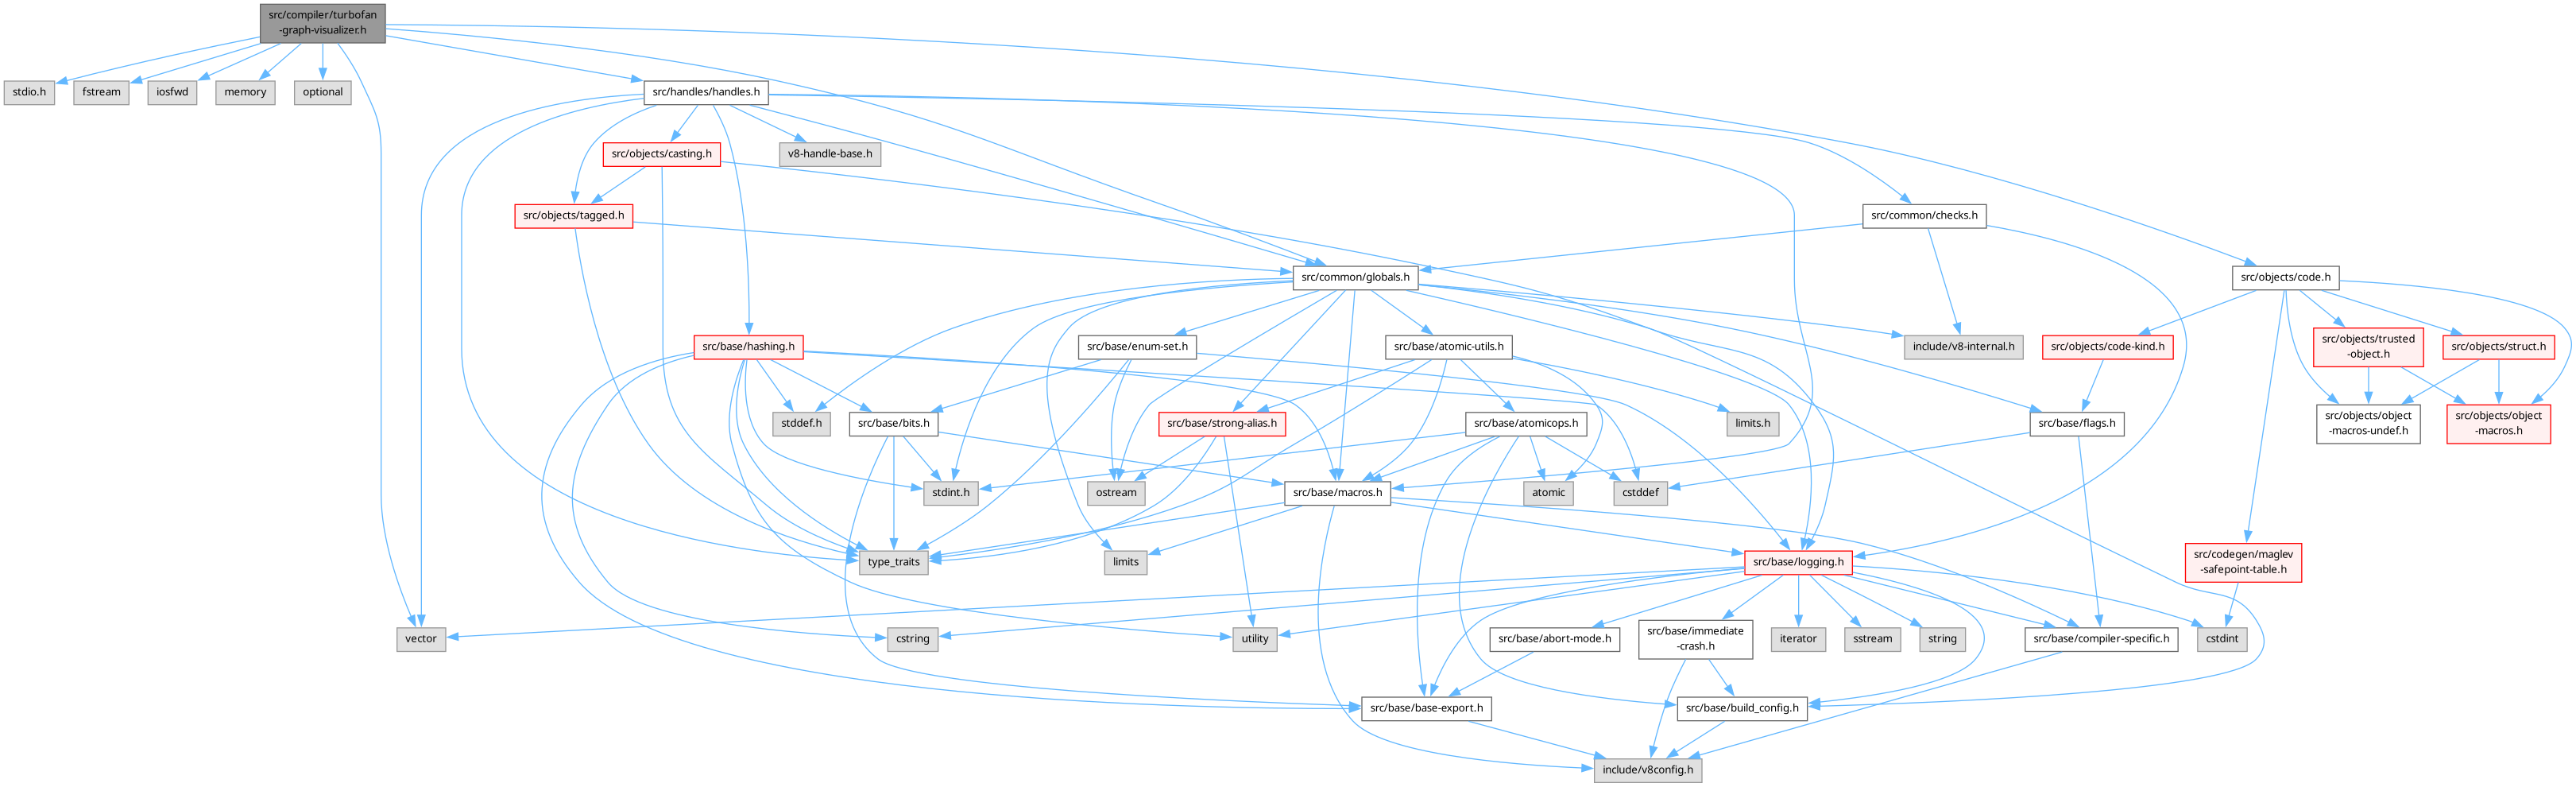 src/compiler/turbofan
-graph-visualizer.h
stdio.h
fstream
iosfwd
memory
optional
src/handles/handles.h
src/objects/casting.h
v8-handle-base.h
src/objects/tagged.h
src/common/checks.h
src/common/globals.h
src/objects/code.h
src/base/hashing.h
src/base/enum-set.h
src/base/atomic-utils.h
include/v8-internal.h
src/objects/code-kind.h
src/objects/trusted
-object.h
src/objects/struct.h
stddef.h
src/base/bits.h
src/base/strong-alias.h
limits.h
src/base/atomicops.h
src/base/flags.h
src/objects/object
-macros-undef.h
src/objects/object
-macros.h
stdint.h
ostream
src/base/macros.h
atomic
cstddef
type_traits
limits
src/base/logging.h
src/codegen/maglev
-safepoint-table.h
vector
cstring
utility
src/base/abort-mode.h
src/base/immediate
-crash.h
iterator
sstream
string
src/base/compiler-specific.h
cstdint
src/base/base-export.h
src/base/build_config.h
include/v8config.h